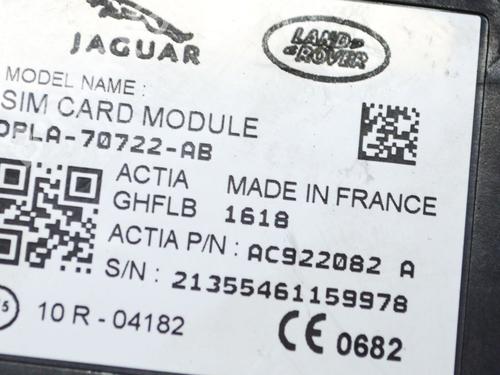 JAGUAR
LAND
ROVER
MODEL NAME :
SIM CARD MODULE
DPLA-70722-AB
ACTIA MADE IN FRANCE
GHFLB 1618
ACTIA P/N : AC922082 A
S/N : 21355461159978
10 R - 04182
CE 0682